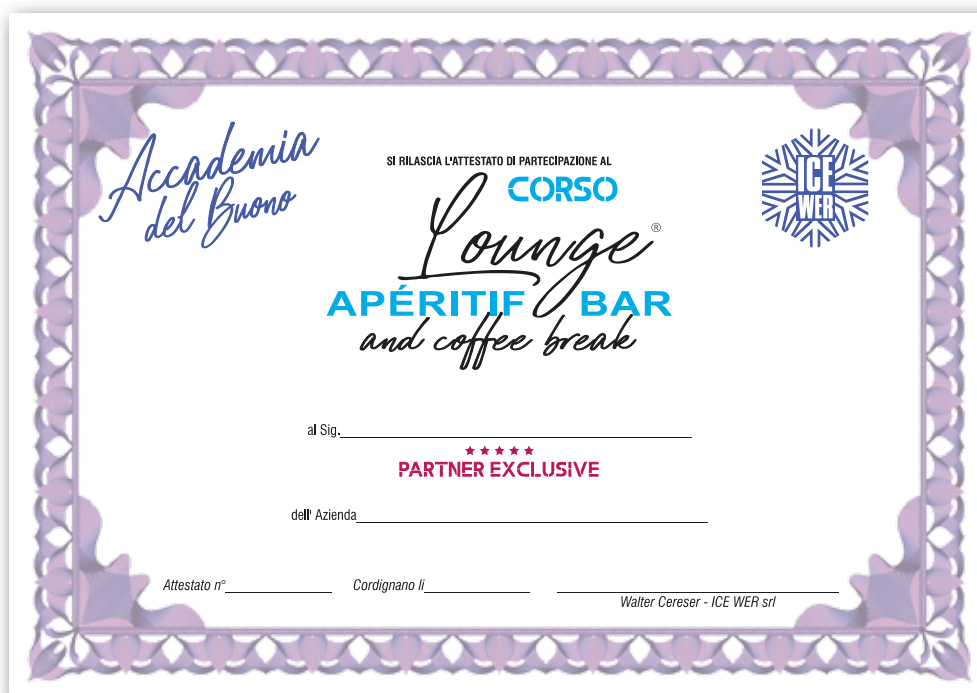 Accademia
del Buono
SI RILASCIA L'ATTESTATO DI PARTECIPAZIONE AL
CORSO
Lounge®
APÉRITIF BAR
and coffee break
ICE
WER
al Sig.
PARTNER EXCLUSIVE
dell' Azienda
Attestato n° Cordignano li
Walter Cereser - ICE WER srl